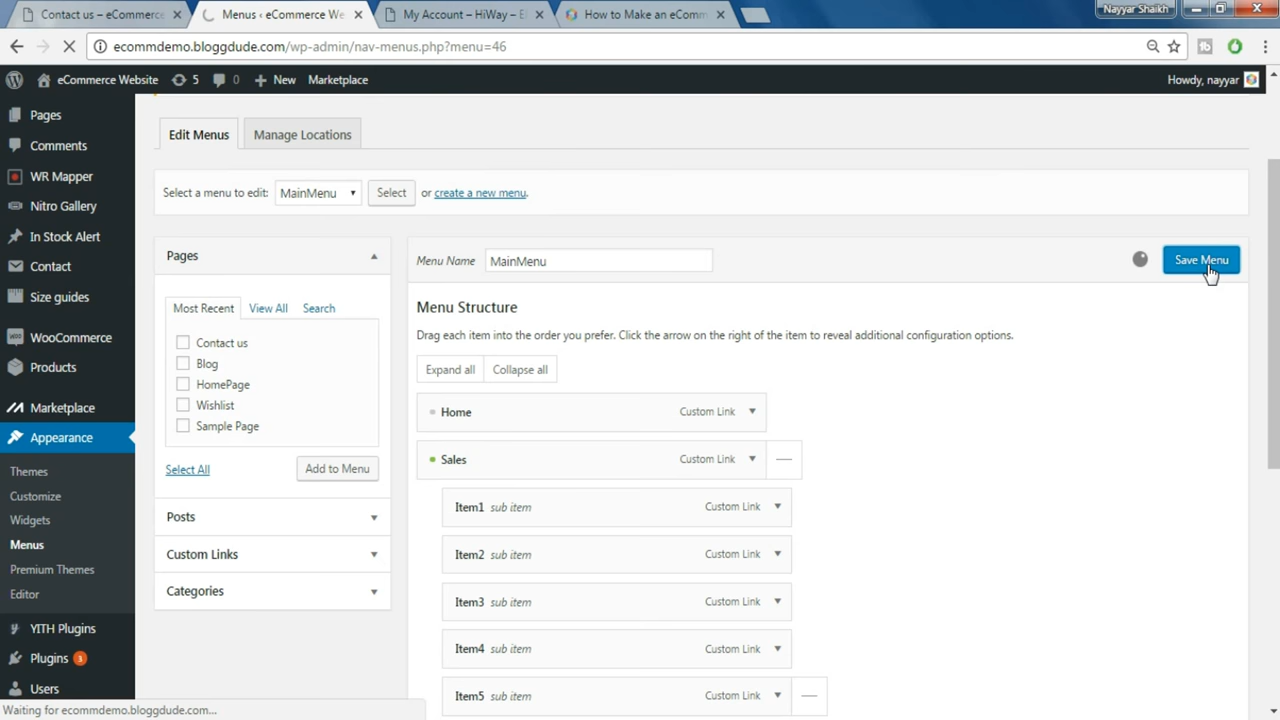 Contact us – eCommerce
Menus ‹ eCommerce We
My Account – HiWay – E
How to Make an eComm
Nayyar Shaikh
ecommdemo.bloggdude.com/wp-admin/nav-menus.php?menu=46
eCommerce Website
5
0
New
Marketplace
Howdy, nayyar
Pages
Comments
WR Mapper
Nitro Gallery
In Stock Alert
Contact
Size guides
WooCommerce
Products
Marketplace
Appearance
Themes
Customize
Widgets
Menus
Premium Themes
Editor
YITH Plugins
Plugins 3
Users
Edit Menus
Manage Locations
Select a menu to edit: MainMenu Select or create a new menu.
Pages
Most Recent View All Search
Contact us
Blog
HomePage
Wishlist
Sample Page
Select All Add to Menu
Posts
Custom Links
Categories
Menu Name MainMenu Save Menu
Menu Structure
Drag each item into the order you prefer. Click the arrow on the right of the item to reveal additional configuration options.
Expand all Collapse all
Home Custom Link
Sales Custom Link
Item1 sub item Custom Link
Item2 sub item Custom Link
Item3 sub item Custom Link
Item4 sub item Custom Link
Item5 sub item Custom Link
Waiting for ecommdemo.bloggdude.com...